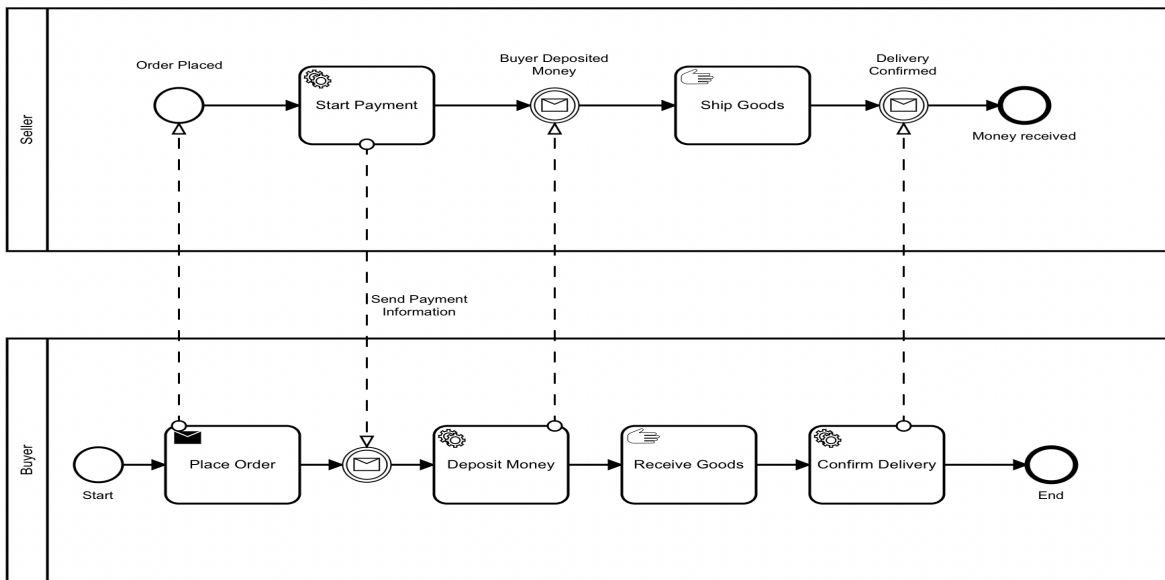 Seller
Order Placed
Start Payment
Buyer Deposited
Money
Ship Goods
Delivery
Confirmed
Money received
Send Payment
Information
Buyer
Start
Place Order
Deposit Money
Receive Goods
Confirm Delivery
End